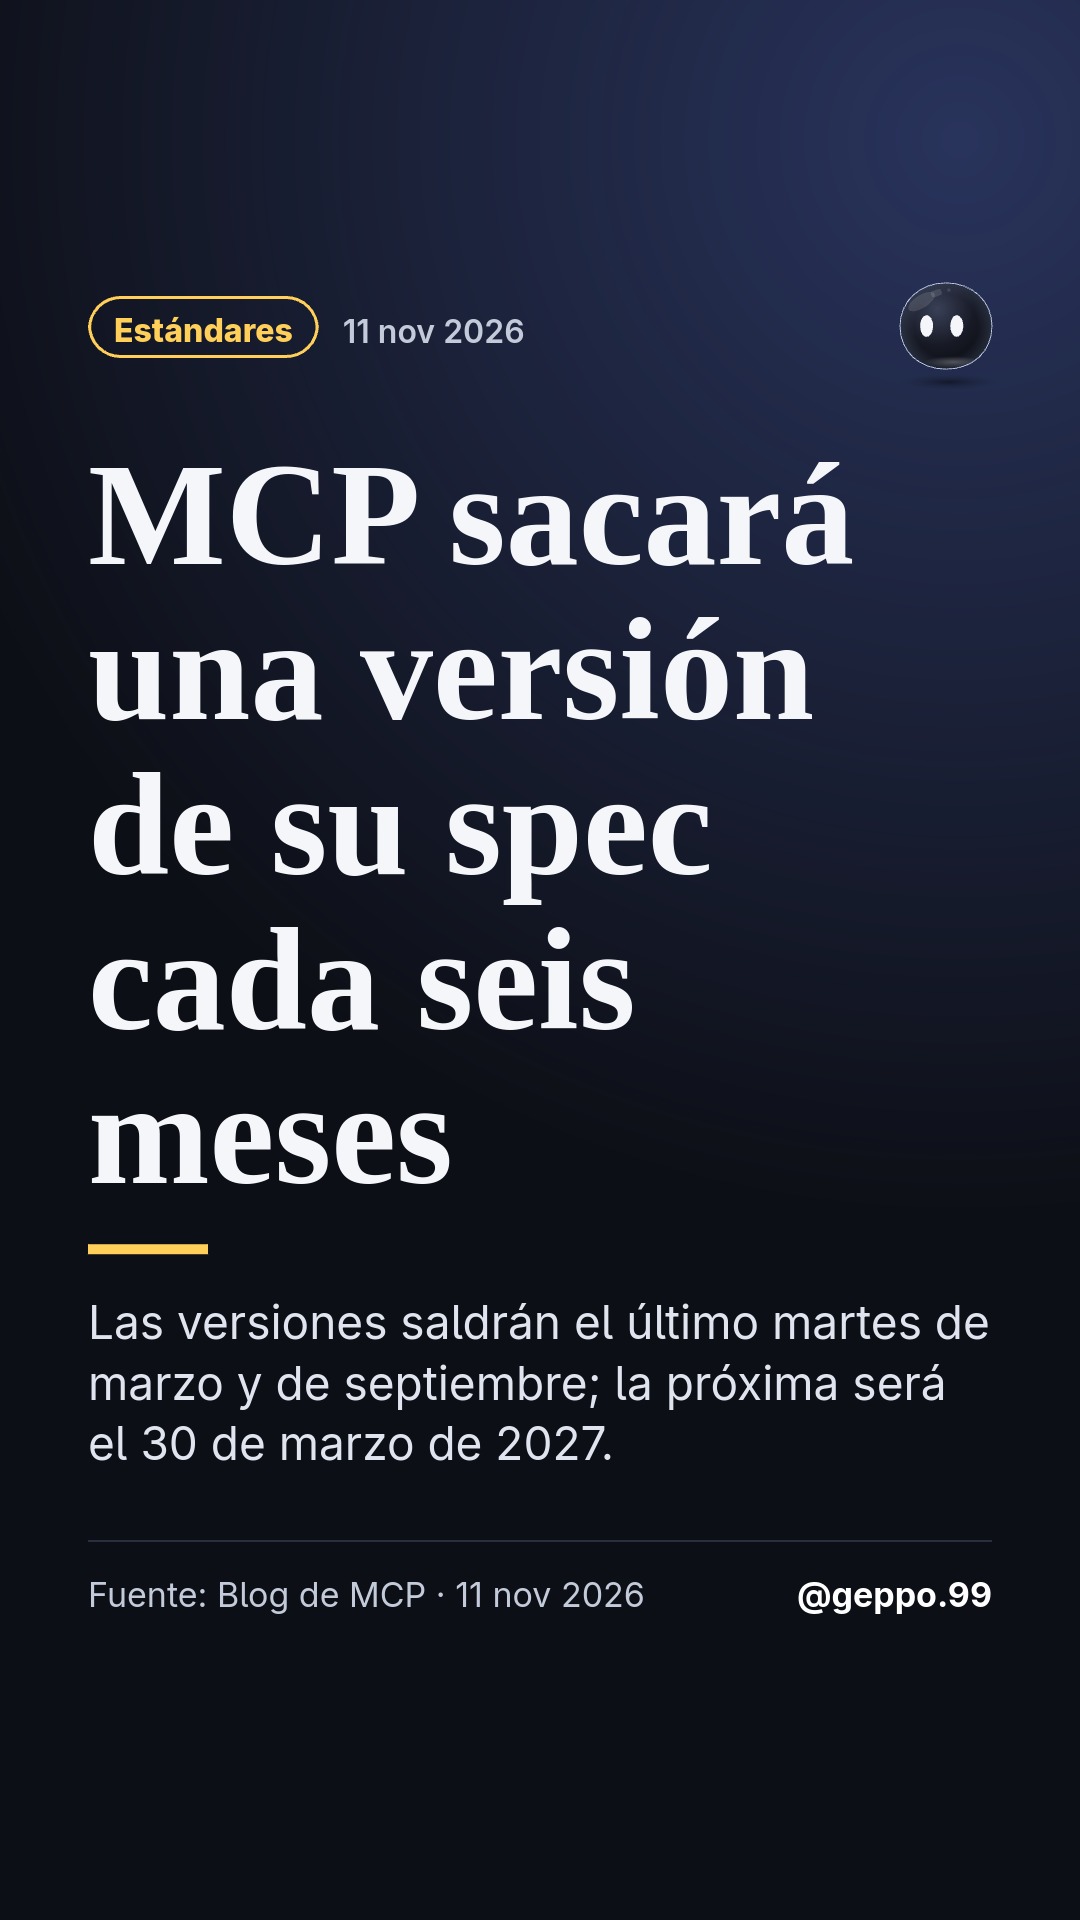 Estándares 11 nov 2026
MCP sacará
una versión
de su spec
cada seis
meses
Las versiones saldrán el último martes de
marzo y de septiembre; la próxima será
el 30 de marzo de 2027.
Fuente: Blog de MCP · 11 nov 2026 @geppo.99